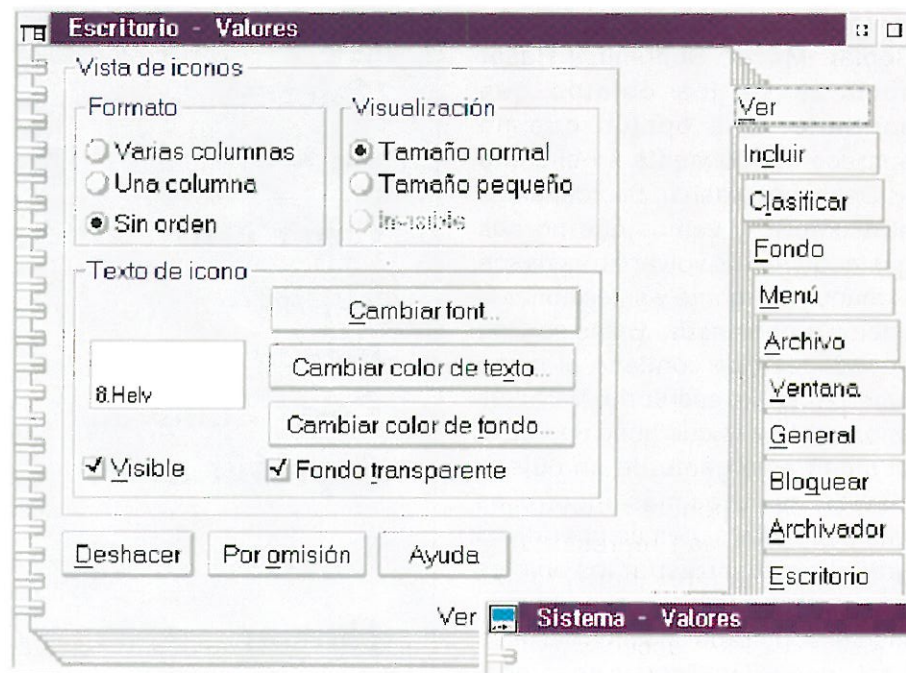 Escritorio - Valores
Vista de iconos
Formato
Varias columnas
Una columna
Sin orden
Visualización
Tamaño normal
Tamaño pequeño
Invisible
Texto de icono
8.Helv
Cambiar font...
Cambiar color de texto...
Cambiar color de fondo...
Visible
Fondo transparente
Deshacer
Por omisión
Ayuda
Ver
Ver
Incluir
Clasificar
Fondo
Menú
Archivo
Ventana
General
Bloquear
Archivador
Escritorio
Sistema - Valores